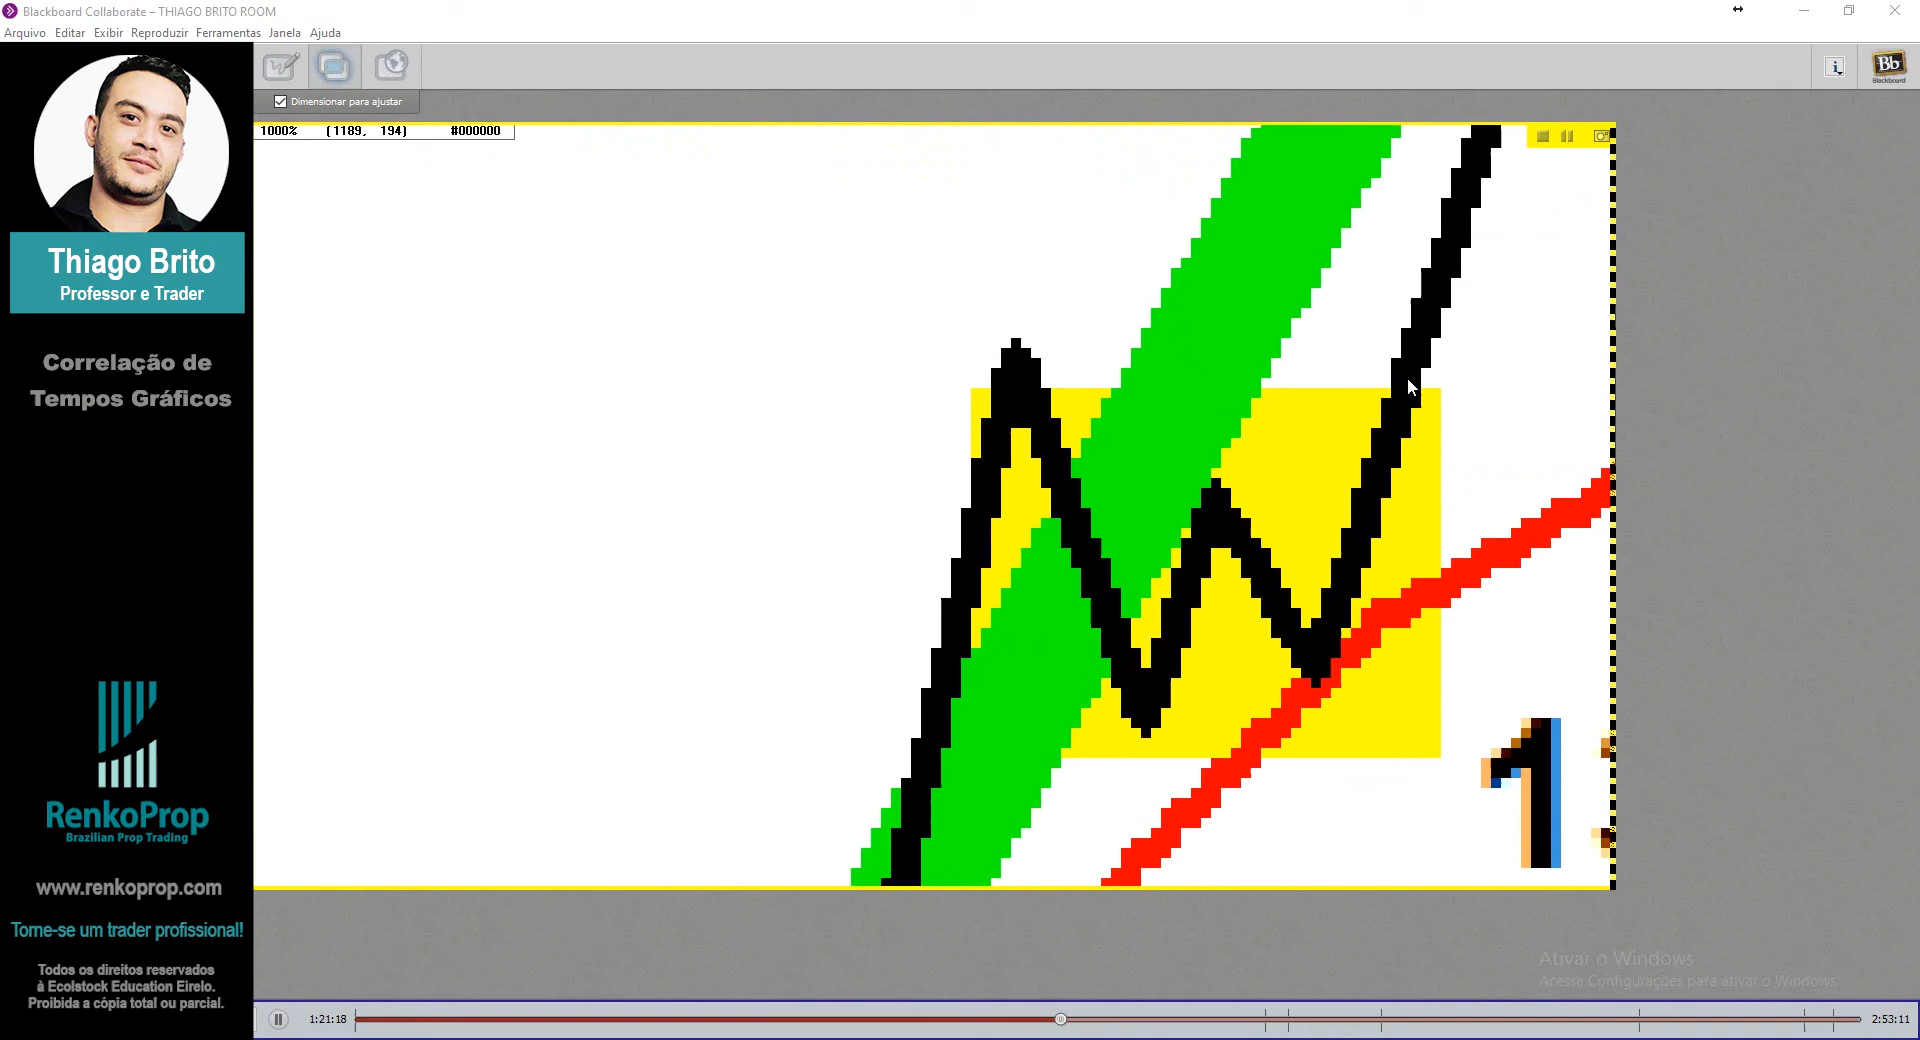 Blackboard Collaborate – THIAGO BRITO ROOM
Arquivo Editar Exibir Reproduzir Ferramentas Janela Ajuda
Dimensionar para ajustar
i
Bb
Blackboard
1000% (1189, 194) #000000
Thiago Brito
Professor e Trader
Correlação de
Tempos Gráficos
1
RenkoProp
Brazilian Prop Trading
www.renkoprop.com
Torne-se um trader profissional!
Todos os direitos reservados
à Ecolstock Education Eirelo.
Proibida a cópia total ou parcial.
Ativar o Windows
Acesse Configurações para ativar o Windows.
1:21:18
2:53:11